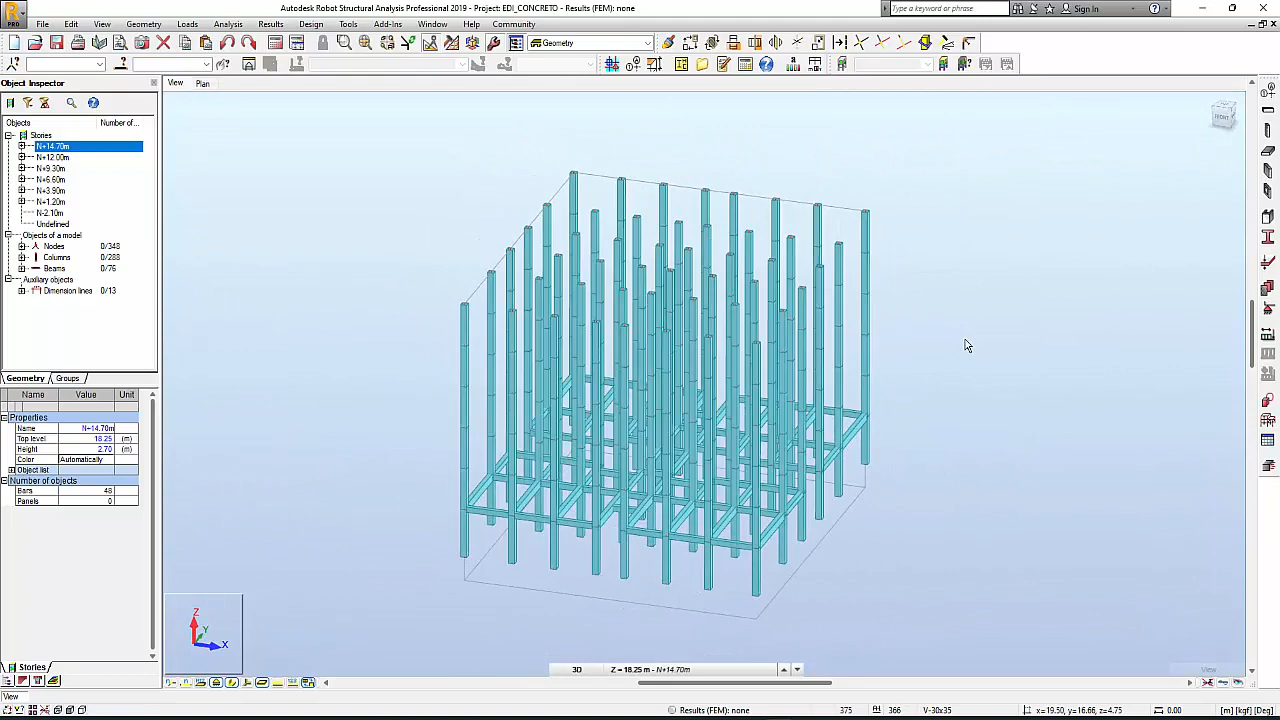 PRO
Autodesk Robot Structural Analysis Professional 2019 - Project: EDI_CONCRETO - Results (FEM): none
Type a keyword or phrase
Sign In
File Edit View Geometry Loads Analysis Results Design Tools Add-Ins Window Help Community
Geometry
Object Inspector
View Plan
FRONT
Objects Number of...
Stories
N+14.70m
N+12.00m
N+9.30m
N+6.60m
N+3.90m
N+1.20m
N-2.10m
Undefined
Objects of a model
Nodes 0/348
Columns 0/288
Beams 0/76
Auxiliary objects
Dimension lines 0/13
Geometry Groups
Name Value Unit
Properties
Name N+14.70m
Top level 18.25 (m)
Height 2.70 (m)
Color Automatically
Object list
Number of objects
Bars 48
Panels 0
Z
Y
X
3D Z = 18.25 m - N+14.70m
View
Stories
View
Results (FEM): none 375 366 V-30x35 x=19.50, y=16.66, z=4.75 0.00 [m] [kgf] [Deg]